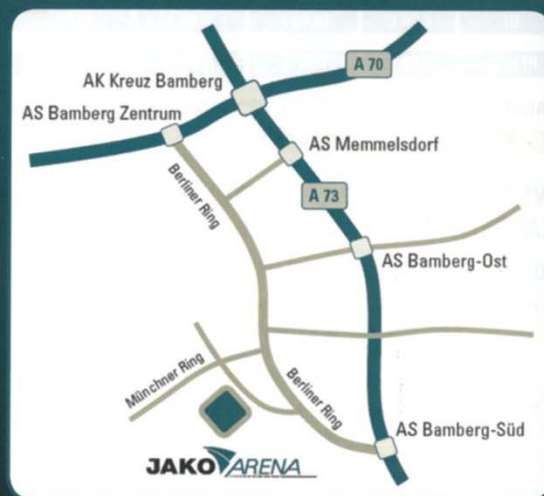 A 70
AK Kreuz Bamberg
AS Bamberg Zentrum
AS Memmelsdorf
Berliner Ring
A 73
AS Bamberg-Ost
Münchner Ring
Berliner Ring
AS Bamberg-Süd
JAKO ARENA